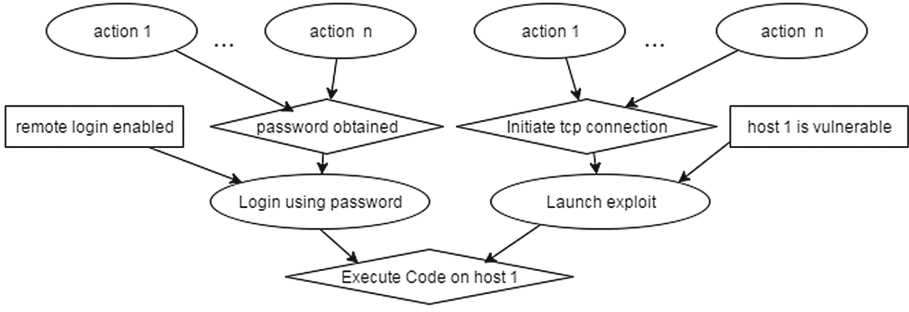 action 1
...
action n
action 1
...
action n
remote login enabled
password obtained
Initiate tcp connection
host 1 is vulnerable
Login using password
Launch exploit
Execute Code on host 1